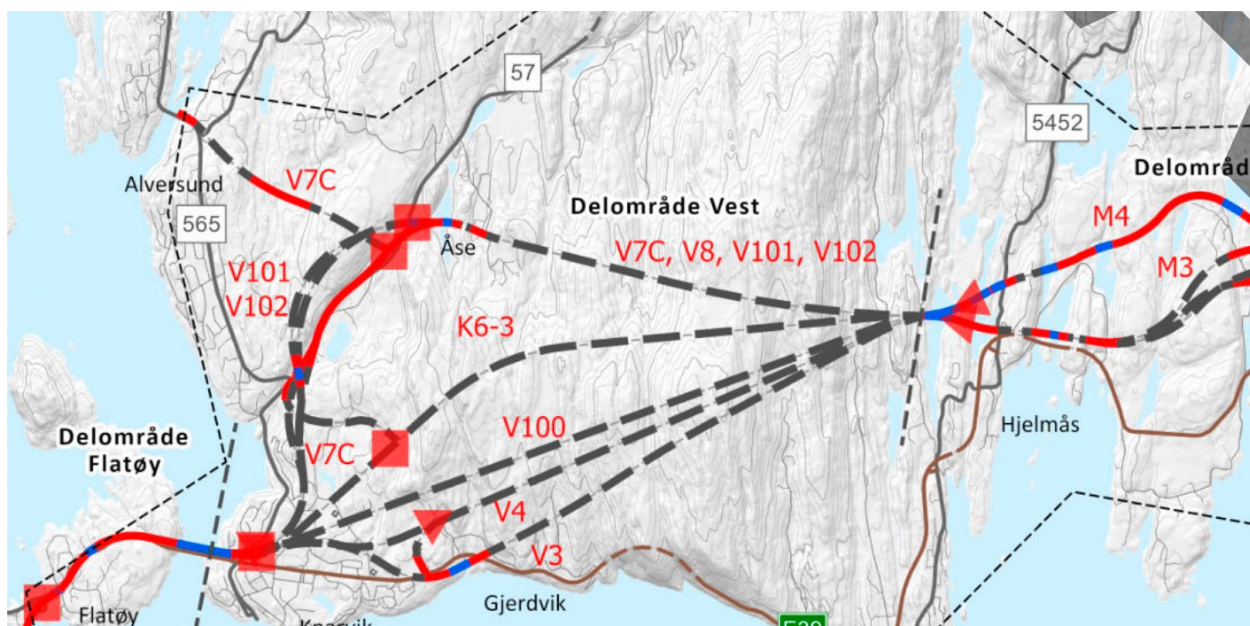 57
5452
Delområd
Alversund
V7C
Delområde Vest
M4
565
Åse
V7C, V8, V101, V102
M3
V101
V102
K6-3
V100
Hjelmås
Delområde
Flatøy
V7C
V4
V3
Gjerdvik
Flatøy